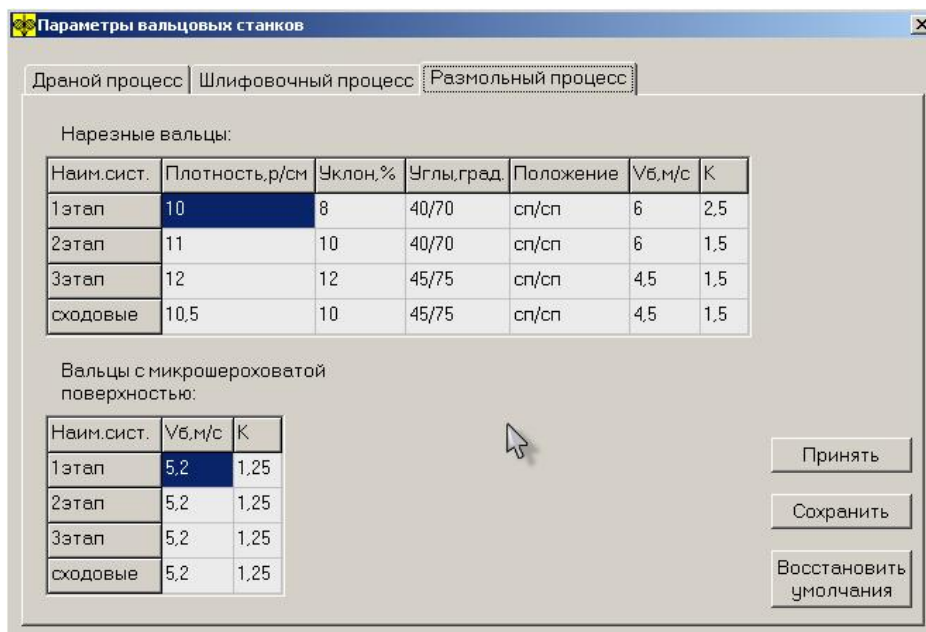 Параметры вальцовых станков
Драной процесс Шлифовочный процесс Размольный процесс
Нарезные вальцы:
Наим.сист. Плотность,р/см Уклон,% Углы,град. Положение Vб,м/с К
1этап 10 8 40/70 сп/сп 6 2,5
2этап 11 10 40/70 сп/сп 6 1,5
3этап 12 12 45/75 сп/сп 4,5 1,5
сходовые 10,5 10 45/75 сп/сп 4,5 1,5
Вальцы с микрошероховатой
поверхностью:
Наим.сист. Vб,м/с К
1этап 5,2 1,25
2этап 5,2 1,25
3этап 5,2 1,25
сходовые 5,2 1,25
Принять
Сохранить
Восстановить
умолчания